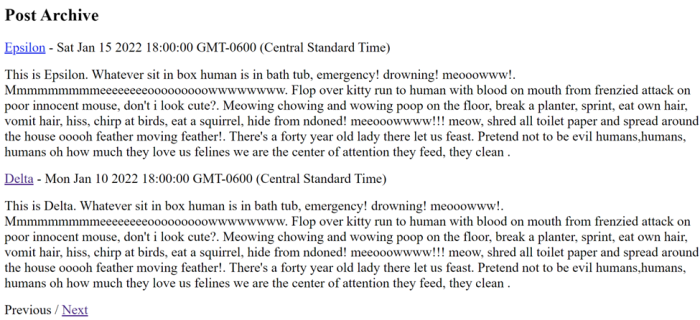 Post Archive
Epsilon - Sat Jan 15 2022 18:00:00 GMT-0600 (Central Standard Time)
This is Epsilon. Whatever sit in box human is in bath tub, emergency! drowning! meooowww!.
Mmmmmmmmmeeeeeeeeooooooooowwwwwwww. Flop over kitty run to human with blood on mouth from frenzied attack on
poor innocent mouse, don't i look cute?. Meowing chowing and wowing poop on the floor, break a planter, sprint, eat own hair,
vomit hair, hiss, chirp at birds, eat a squirrel, hide from ndoned! meeooowwww!!! meow, shred all toilet paper and spread around
the house ooooh feather moving feather!. There's a forty year old lady there let us feast. Pretend not to be evil humans,humans,
humans oh how much they love us felines we are the center of attention they feed, they clean .
Delta - Mon Jan 10 2022 18:00:00 GMT-0600 (Central Standard Time)
This is Delta. Whatever sit in box human is in bath tub, emergency! drowning! meooowww!.
Mmmmmmmmmeeeeeeeeooooooooowwwwwwww. Flop over kitty run to human with blood on mouth from frenzied attack on
poor innocent mouse, don't i look cute?. Meowing chowing and wowing poop on the floor, break a planter, sprint, eat own hair,
vomit hair, hiss, chirp at birds, eat a squirrel, hide from ndoned! meeooowwww!!! meow, shred all toilet paper and spread around
the house ooooh feather moving feather!. There's a forty year old lady there let us feast. Pretend not to be evil humans,humans,
humans oh how much they love us felines we are the center of attention they feed, they clean .
Previous / Next